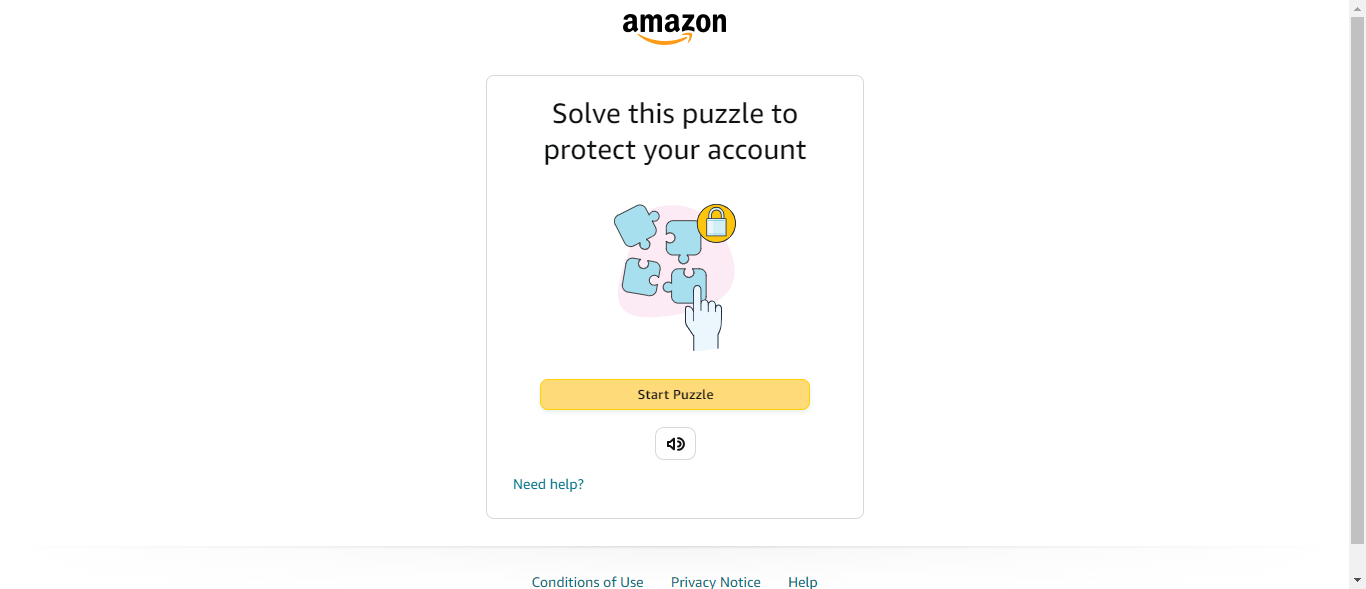 amazon
Solve this puzzle to
protect your account
Start Puzzle
Need help?
Conditions of Use Privacy Notice Help